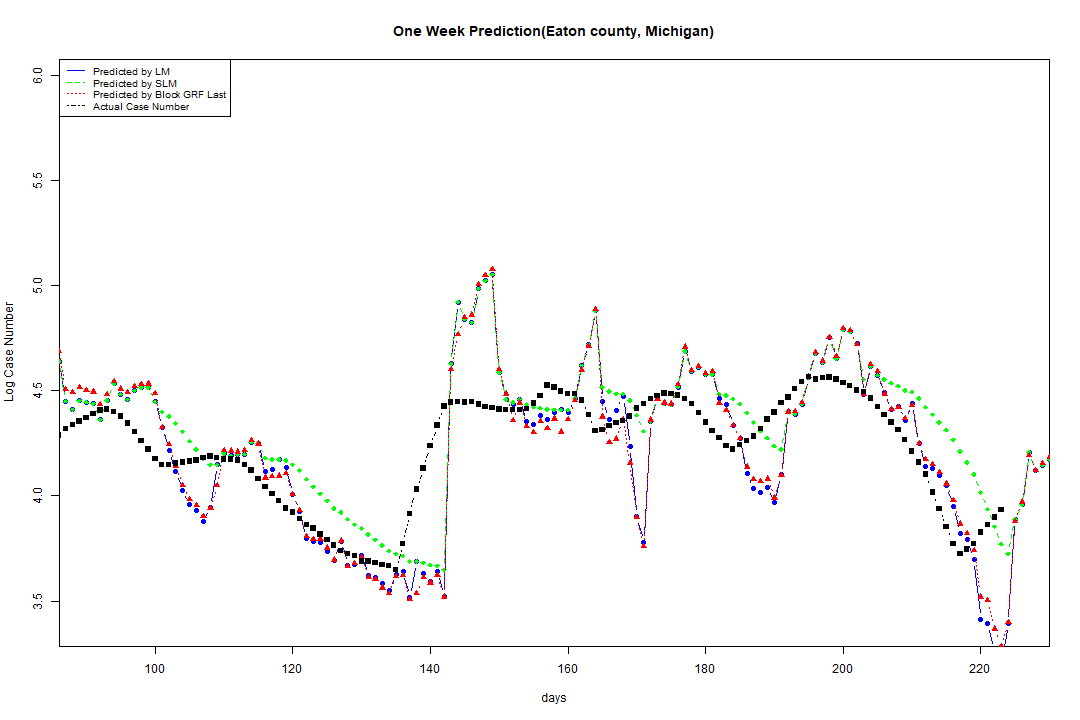 One Week Prediction(Eaton county, Michigan)
Predicted by LM
Predicted by SLM
Predicted by Block GRF Last
Actual Case Number
6.0
5.5
5.0
4.5
4.0
3.5
Log Case Number
100 120 140 160 180 200 220
days